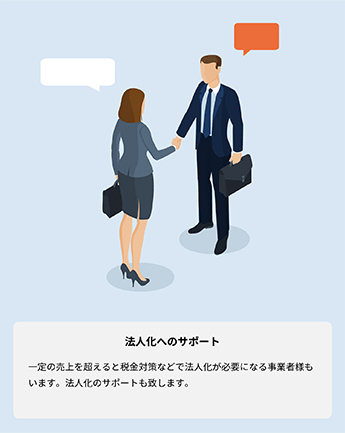 法人化へのサポート
一定の売上を超えると税金対策などで法人化が必要になる事業者様も
います。法人化のサポートも致します。